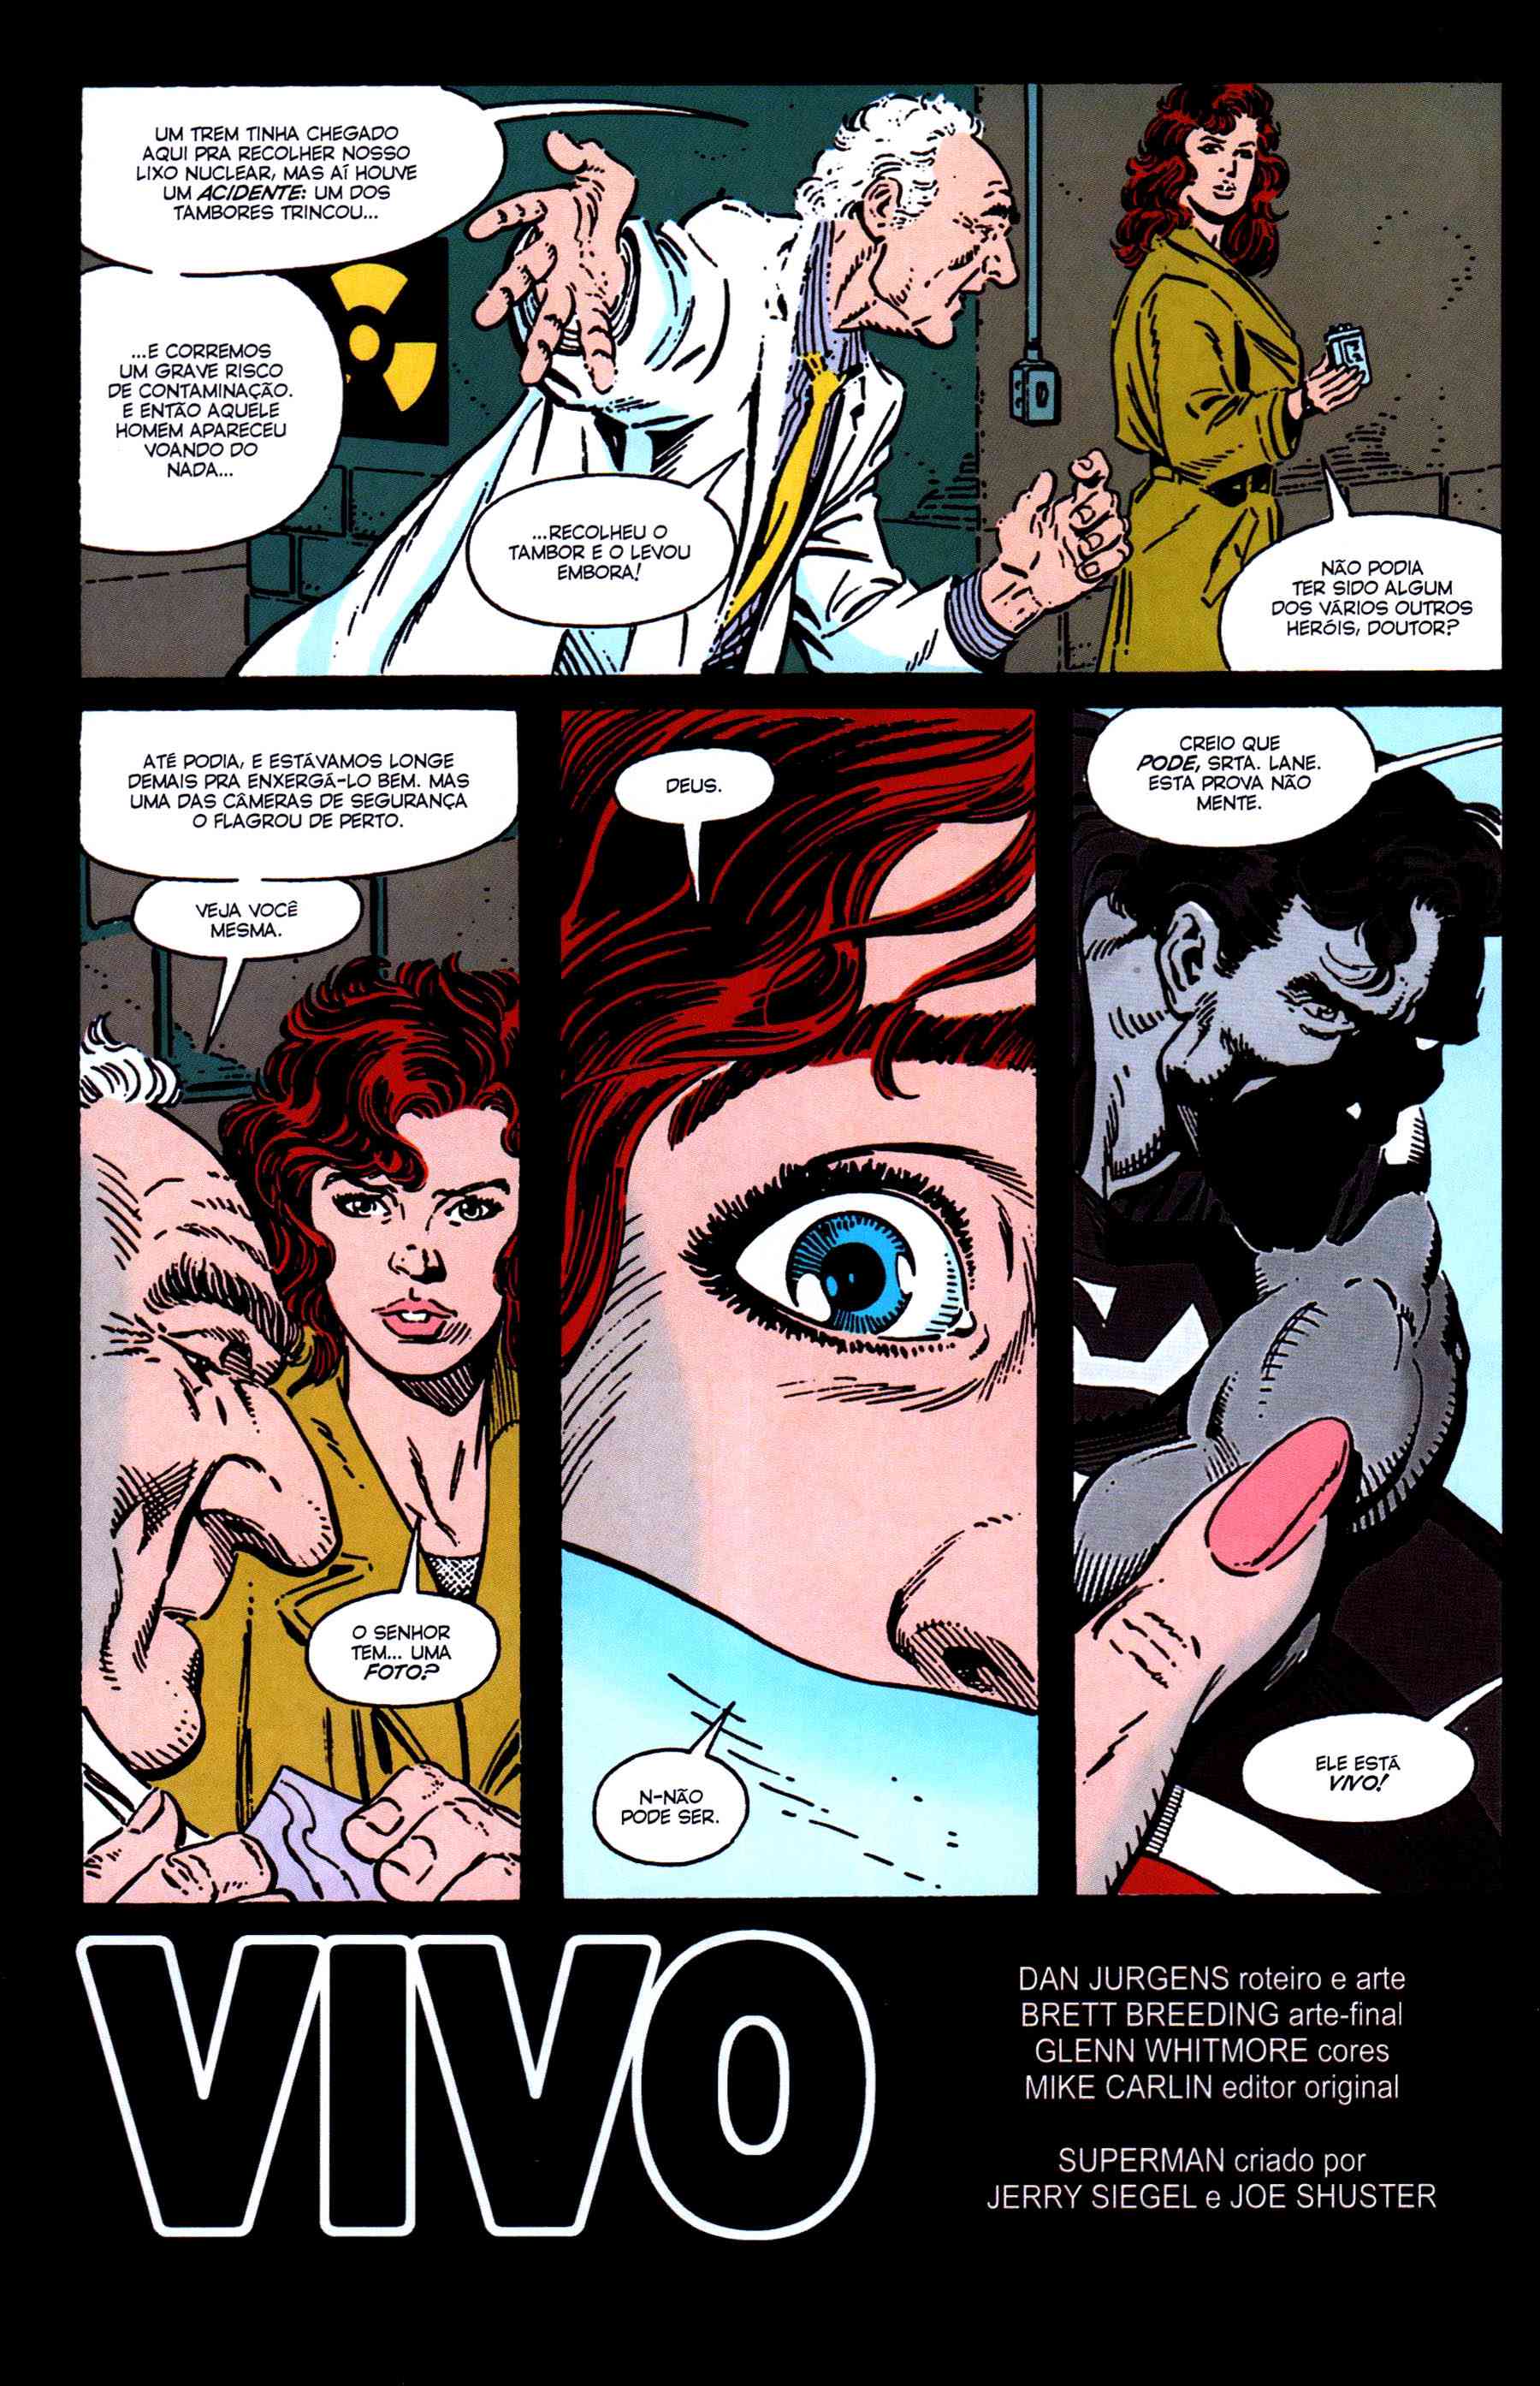 UM TREM TINHA CHEGADO
AQUI PRA RECOLHER NOSSO
LIXO NUCLEAR, MAS AÍ HOUVE
UM ACIDENTE: UM DOS
TAMBORES TRINCOU...
...E CORREMOS
UM GRAVE RISCO
DE CONTAMINAÇÃO.
E ENTÃO AQUELE
HOMEM APARECEU
VOANDO DO
NADA...
...RECOLHEU O
TAMBOR E O LEVOU
EMBORA!
NÃO PODIA
TER SIDO ALGUM
DOS VÁRIOS OUTROS
HERÓIS, DOUTOR?
ATÉ PODIA, E ESTÁVAMOS LONGE
DEMAIS PRA ENXERGÁ-LO BEM. MAS
UMA DAS CÂMERAS DE SEGURANÇA
O FLAGROU DE PERTO.
VEJA VOCÊ
MESMA.
O SENHOR
TEM... UMA
FOTO?
DEUS.
N-NÃO
PODE SER.
CREIO QUE
PODE, SRTA. LANE.
ESTA PROVA NÃO
MENTE.
ELE ESTÁ
VIVO!
VIVO
DAN JURGENS roteiro e arte
BRETT BREEDING arte-final
GLENN WHITMORE cores
MIKE CARLIN editor original
SUPERMAN criado por
JERRY SIEGEL e JOE SHUSTER